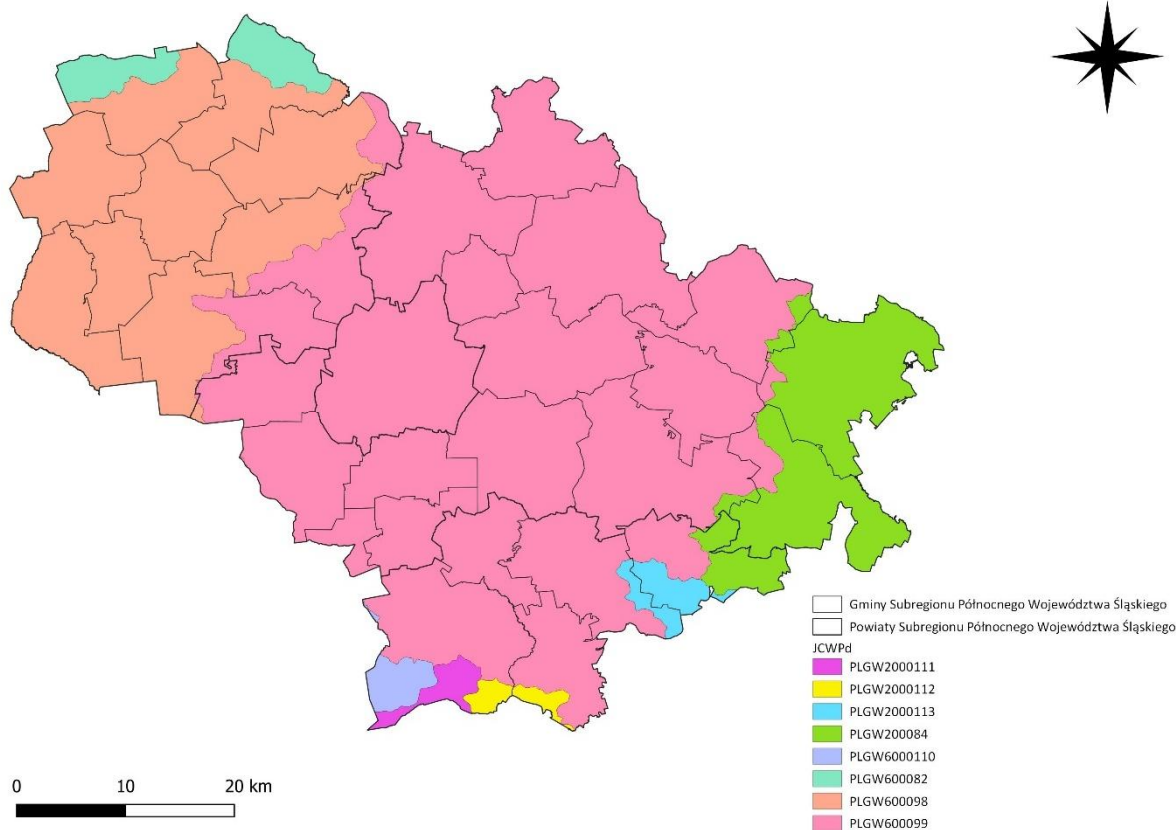 Gminy Subregionu Północnego Województwa Śląskiego
Powiaty Subregionu Północnego Województwa Śląskiego
JCWPd
PLGW2000111
PLGW2000112
PLGW2000113
PLGW200084
PLGW6000110
PLGW600082
PLGW600098
PLGW600099
0 10 20 km